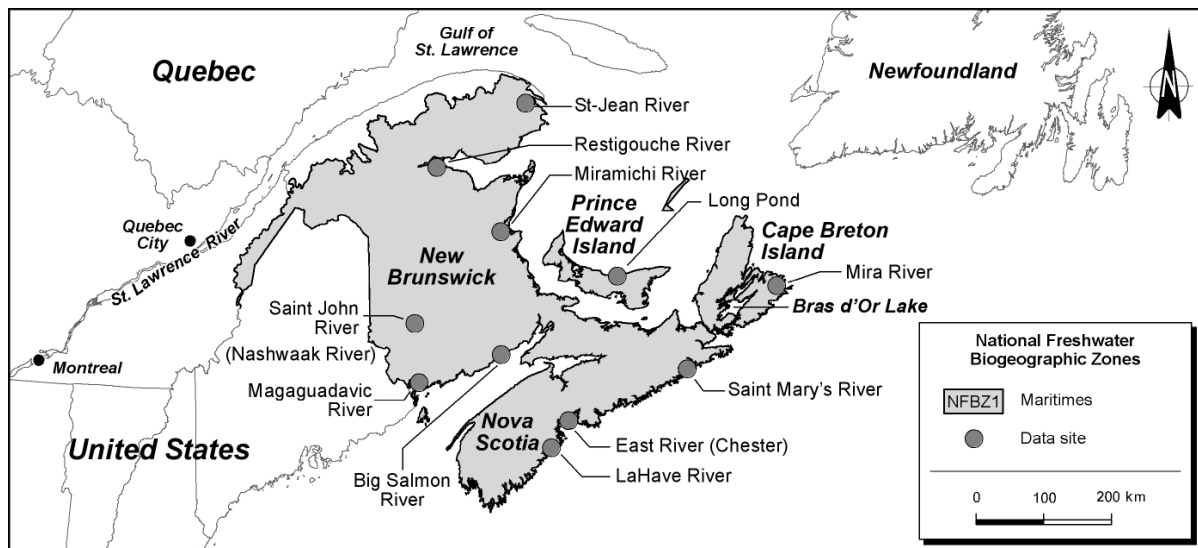 Gulf of
St. Lawrence
Quebec
Newfoundland
N
St-Jean River
Restigouche River
Miramichi River
Long Pond
Prince
Edward
Island
Quebec
City
St. Lawrence River
Cape Breton
Island
New
Brunswick
Mira River
Bras d'Or Lake
Saint John
River
(Nashwaak River)
Montreal
Magaguadavic
River
Saint Mary's River
United States
Nova
Scotia
East River (Chester)
Big Salmon
River
LaHave River
National Freshwater
Biogeographic Zones
NFBZ1 Maritimes
Data site
0 100 200 km